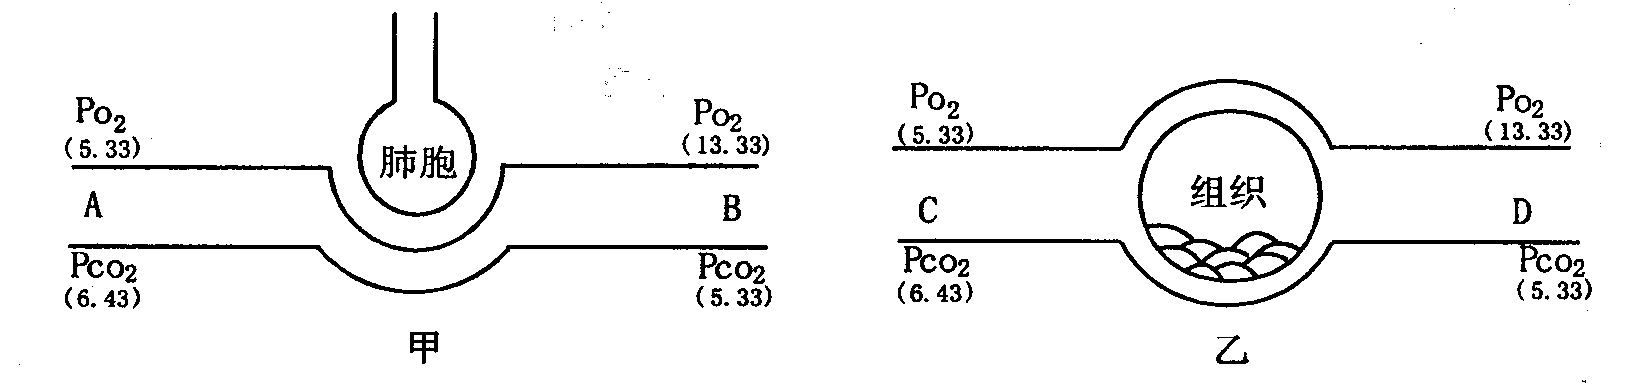 Po₂ (5.33)
Po₂ (13.33)
肺胞
A
B
Pco₂ (6.43)
Pco₂ (5.33)
甲
Po₂ (5.33)
Po₂ (13.33)
组织
C
D
Pco₂ (6.43)
Pco₂ (5.33)
乙